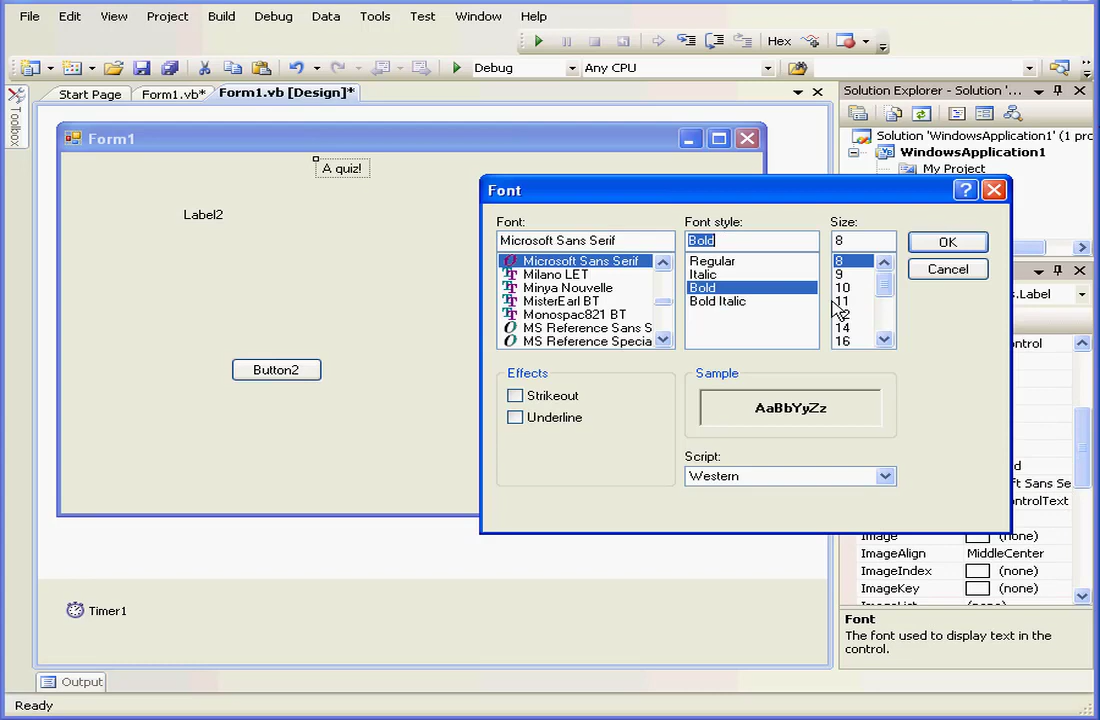 File Edit View Project Build Debug Data Tools Test Window Help
Hex
Debug Any CPU
Start Page Form1.vb* Form1.vb [Design]* Solution Explorer - Solution '...
Toolbox
Form1
Solution 'WindowsApplication1' (1 pro
WindowsApplication1
My Project
A quiz!
Label2
Button2
Font
Font: Font style: Size:
Microsoft Sans Serif Bold 8 OK
Microsoft Sans Serif Regular 8 Cancel
Milano LET Italic 9
Minya Nouvelle Bold 10
MisterEarl BT Bold Italic 11
Monospac821 BT
MS Reference Sans S 14
MS Reference Specia 16
Effects Sample
Strikeout AaBbYyZz
Underline
Script:
Western
s.Label
ontrol
d
ft Sans Se
ontrolText
Image (none)
ImageAlign MiddleCenter
ImageIndex (none)
ImageKey (none)
ImageList (none)
Font
The font used to display text in the
control.
Timer1
Output
Ready